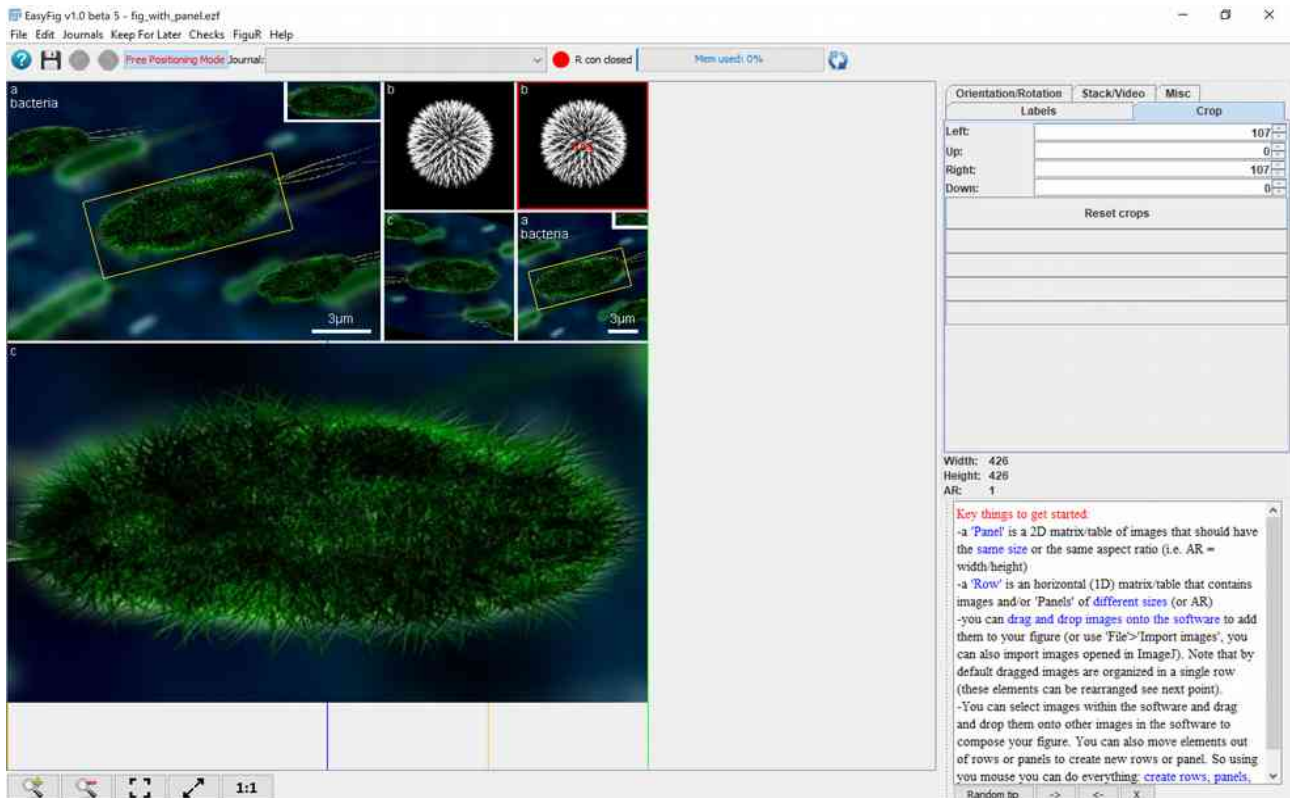 EasyFig v1.0 beta 5 - fig_with_panel.ezf
File Edit Journals Keep For Later Checks FiguR Help
Free Positioning Mode Journal: R con closed Mem used: 0%
a
bacteria
3µm
b
b
c
a
bacteria
3µm
c
1:1
Orientation/Rotation Stack/Video Misc
Labels Crop
Left: 107
Up: 0
Right: 107
Down: 0
Reset crops
Width: 426
Height: 426
AR: 1
Key things to get started:
-a 'Panel' is a 2D matrix/table of images that should have
the same size or the same aspect ratio (i.e. AR =
width/height)
-a 'Row' is an horizontal (1D) matrix/table that contains
images and/or 'Panels' of different sizes (or AR)
-you can drag and drop images onto the software to add
them to your figure (or use 'File'>'Import images', you
can also import images opened in ImageJ). Note that by
default dragged images are organized in a single row
(these elements can be rearranged see next point).
-You can select images within the software and drag
and drop them onto other images in the software to
compose your figure. You can also move elements out
of rows or panels to create new rows or panel. So using
you mouse you can do everything: create rows, panels,
Random tip -> <- X